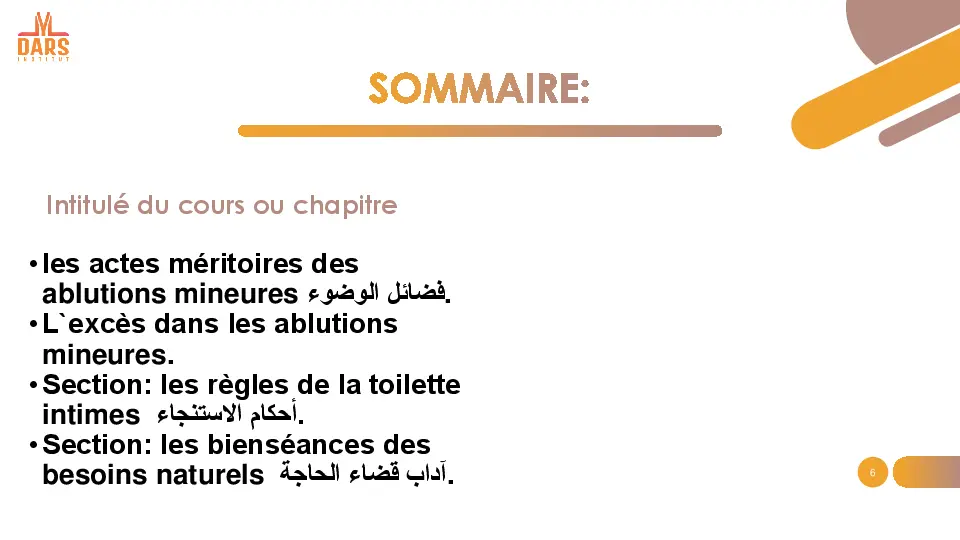 DARS
INSTITUT
SOMMAIRE:
Intitulé du cours ou chapitre
•les actes méritoires des
ablutions mineures فضائل الوضوء.
•L`excès dans les ablutions
mineures.
•Section: les règles de la toilette
intimes أحكام الاستنجاء.
•Section: les bienséances des
besoins naturels آداب قضاء الحاجة.
6